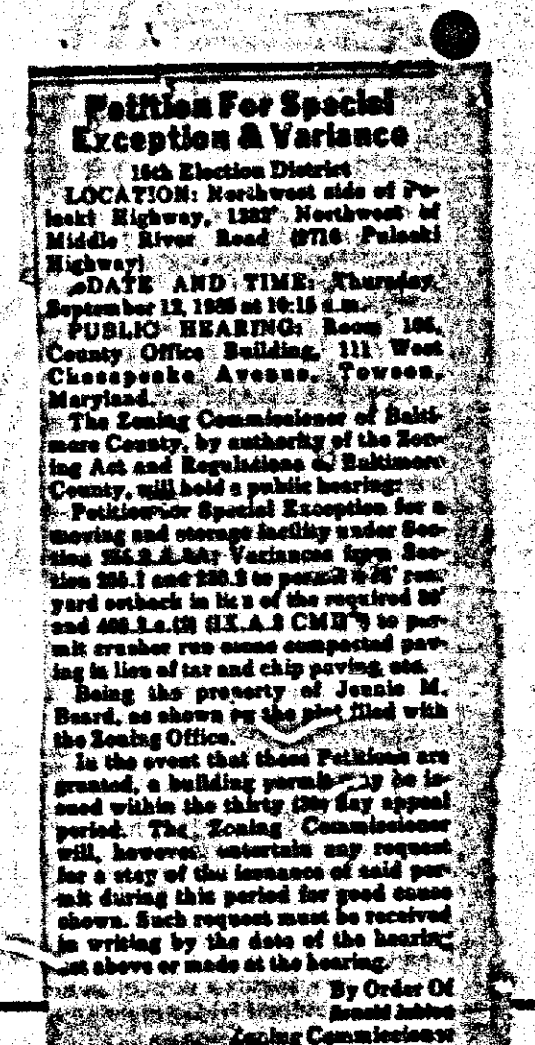 Petition For Special
Exception & Variance
15th Election District
LOCATION: Northwest side of Pu-
laski Highway, 1282' Northwest of
Middle River Road (9716 Pulaski
Highway)
DATE AND TIME: Thursday,
September 12, 1985 at 10:15 a.m.
PUBLIC HEARING: Room 106,
County Office Building, 111 West
Chesapeake Avenue, Towson,
Maryland.
The Zoning Commissioner of Balti-
more County, by authority of the Zon-
ing Act and Regulations of Baltimore
County, will hold a public hearing:
Petition for Special Exception for a
moving and storage facility under Sec-
tion Variances from Sec-
tion and to permit a rear
yard setback in lieu of the required
and to per-
mit crusher run stone compacted pav-
ing in lieu of tar and chip paving, etc.
Being the property of Jennie M.
Beard, as shown on the plat filed with
the Zoning Office.
In the event that these Petitions are
granted, a building permit may be is-
sued within the thirty (30) day appeal
period. The Zoning Commissioner
will, however, entertain any request
for a stay of the issuance of said per-
mit during this period for good cause
shown. Such request must be received
in writing by the date of the hearing
set above or made at the hearing.
By Order Of
Arnold Jablon
Zoning Commissioner